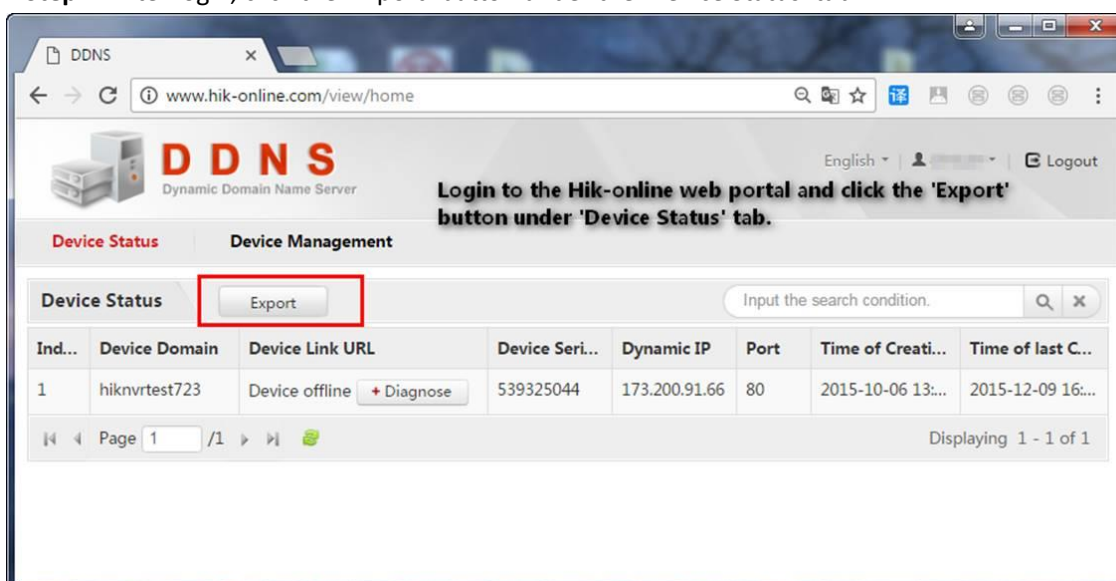 DDNS
www.hik-online.com/view/home
译
D D N S
Dynamic Domain Name Server
English
Logout
Login to the Hik-online web portal and click the 'Export'
button under 'Device Status' tab.
Device Status Device Management
Device Status Export Input the search condition.
Ind... Device Domain Device Link URL Device Seri... Dynamic IP Port Time of Creati... Time of last C...
1 hiknvrtest723 Device offline + Diagnose 539325044 173.200.91.66 80 2015-10-06 13:... 2015-12-09 16:...
Page 1 /1 Displaying 1 - 1 of 1